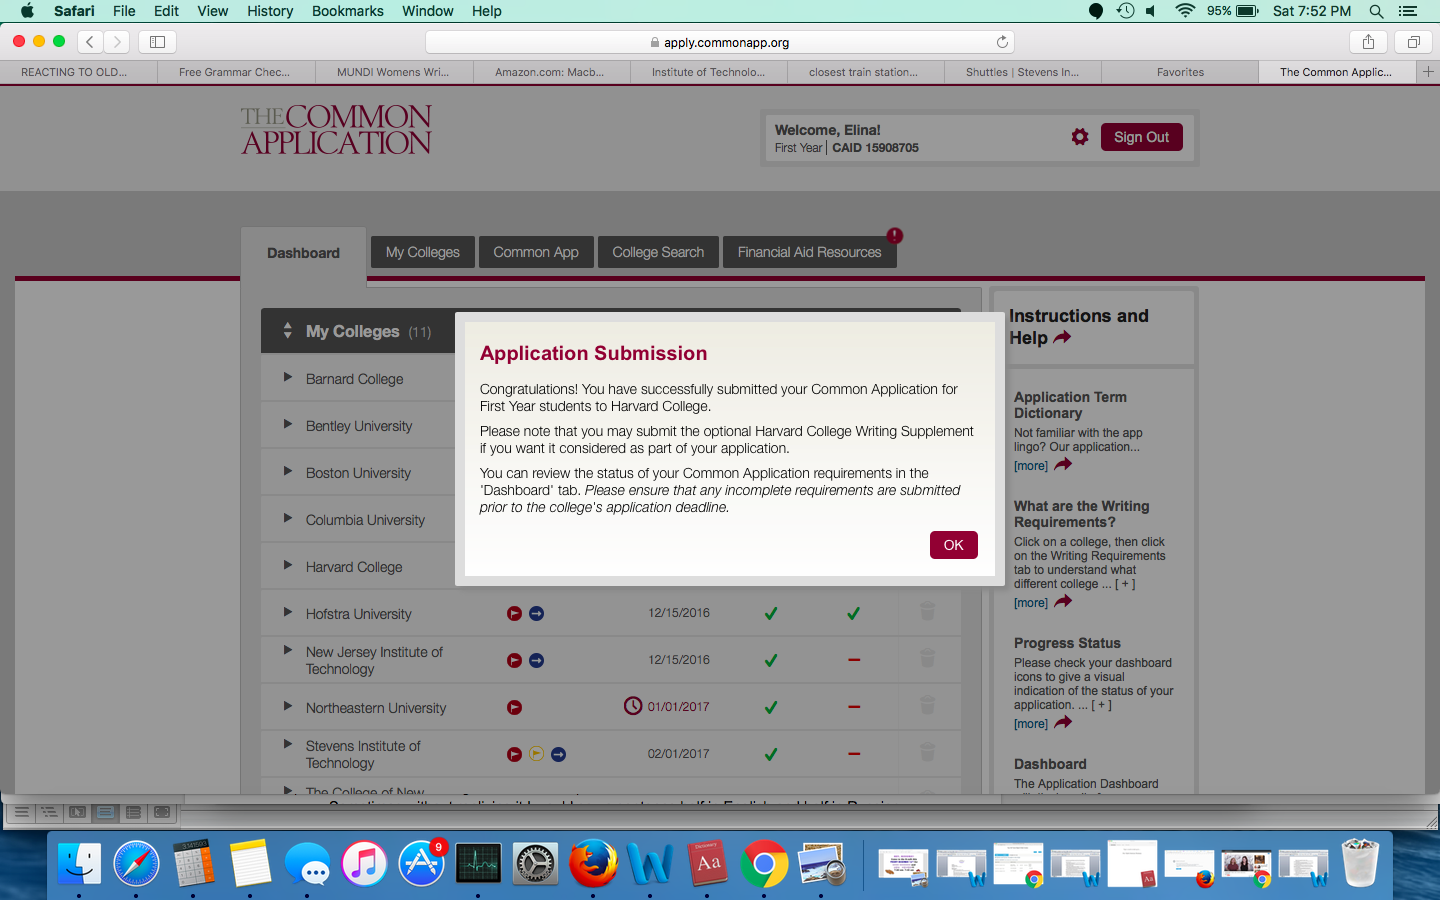 Safari File Edit View History Bookmarks Window Help 95% Sat 7:52 PM
apply.commonapp.org
REACTING TO OLD... Free Grammar Chec... MUNDI Womens Wri... Amazon.com: Macb... Institute of Technolo... closest train station... Shuttles | Stevens In... Favorites The Common Applic...
THE COMMON
APPLICATION
Welcome, Elina!
First Year | CAID 15908705
Sign Out
Dashboard My Colleges Common App College Search Financial Aid Resources
My Colleges (11)
Barnard College
Bentley University
Boston University
Columbia University
Harvard College
Hofstra University 12/15/2016
New Jersey Institute of
Technology 12/15/2016
Northeastern University 01/01/2017
Stevens Institute of
Technology 02/01/2017
The College of New
Application Submission
Congratulations! You have successfully submitted your Common Application for
First Year students to Harvard College.
Please note that you may submit the optional Harvard College Writing Supplement
if you want it considered as part of your application.
You can review the status of your Common Application requirements in the
'Dashboard' tab. Please ensure that any incomplete requirements are submitted
prior to the college's application deadline.
OK
Instructions and
Help
Application Term
Dictionary
Not familiar with the app
lingo? Our application...
[more]
What are the Writing
Requirements?
Click on a college, then click
on the Writing Requirements
tab to understand what
different college ... [ + ]
[more]
Progress Status
Please check your dashboard
icons to give a visual
indication of the status of your
application. ... [ + ]
[more]
Dashboard
The Application Dashboard
9
Dictionary
Aa